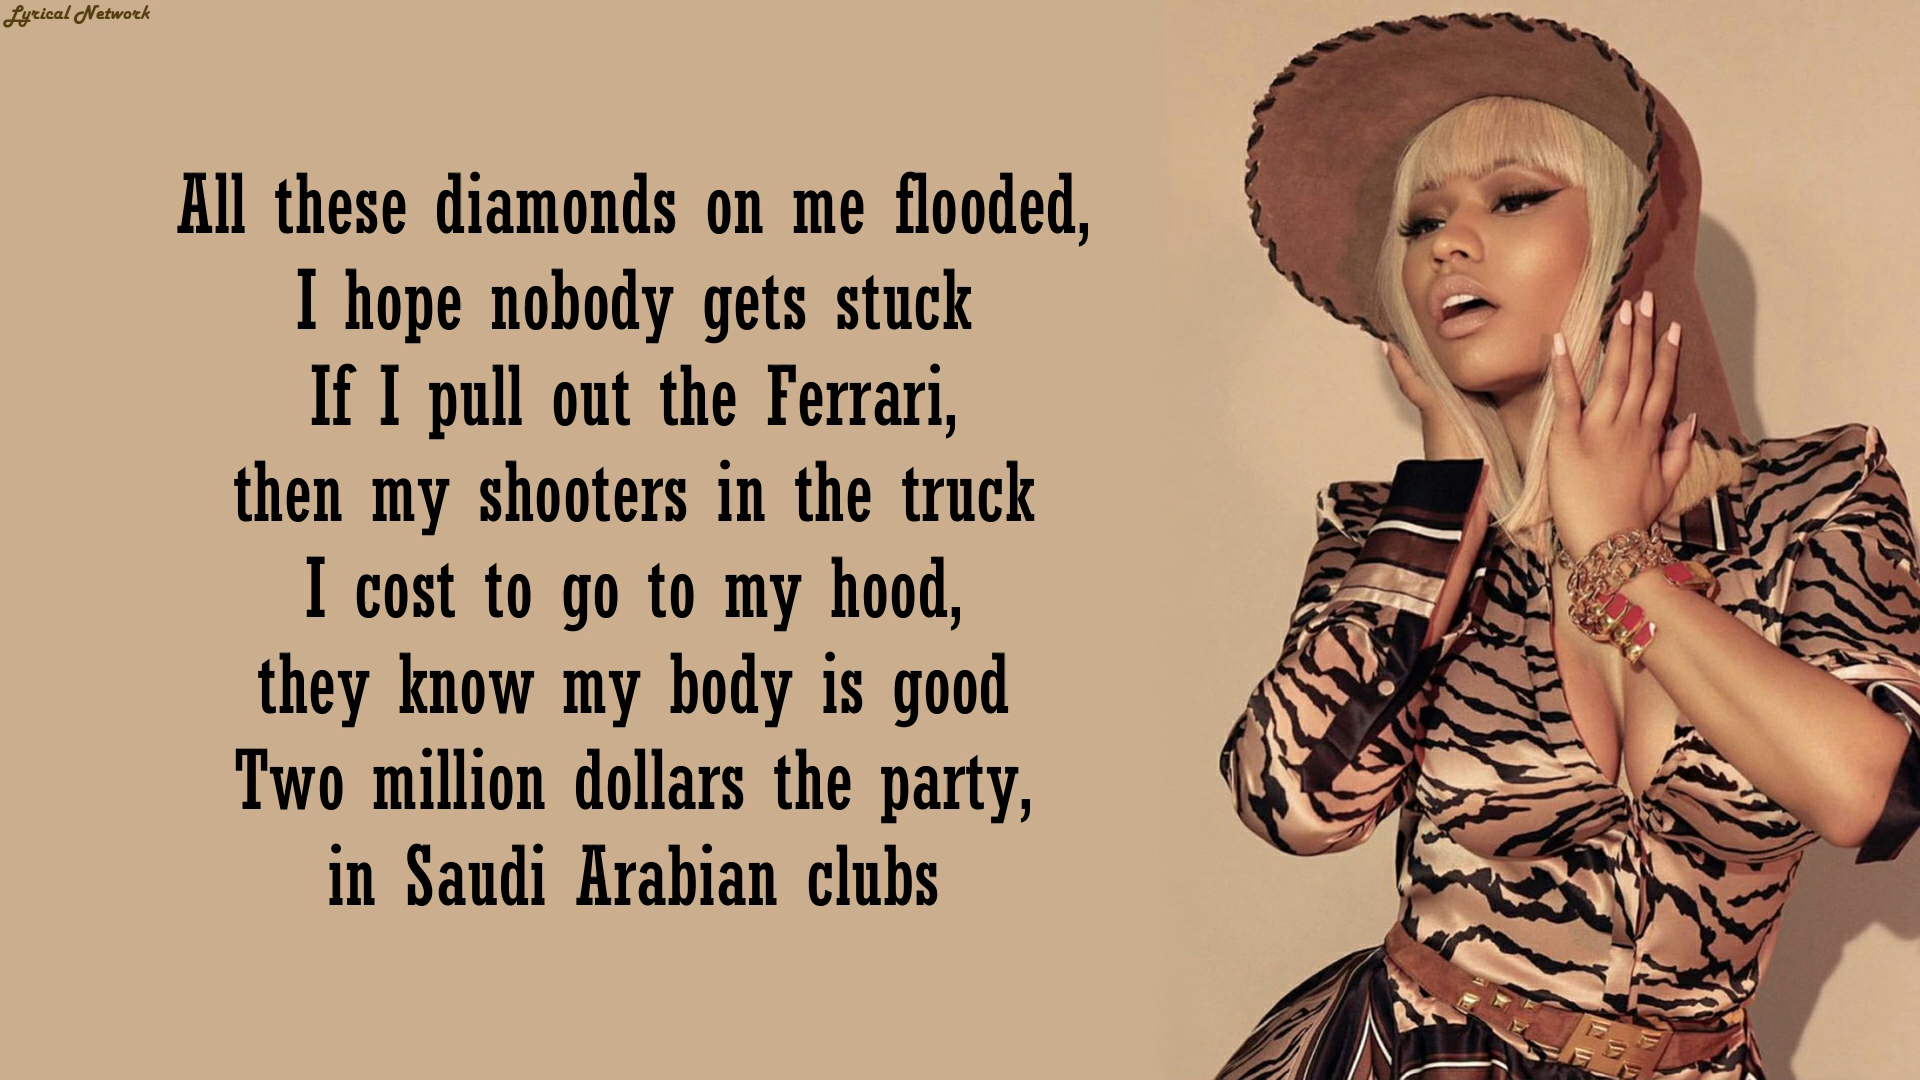 Lyrical Network
All these diamonds on me flooded,
I hope nobody gets stuck
If I pull out the Ferrari,
then my shooters in the truck
I cost to go to my hood,
they know my body is good
Two million dollars the party,
in Saudi Arabian clubs